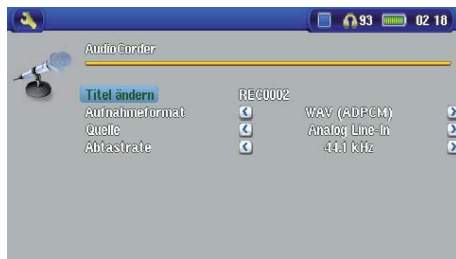 93 02 18
AudioCorder
Titel ändern REC0002
Aufnahmeformat WAV (ADPCM)
Quelle Analog Line-In
Abtastrate 44.1 kHz